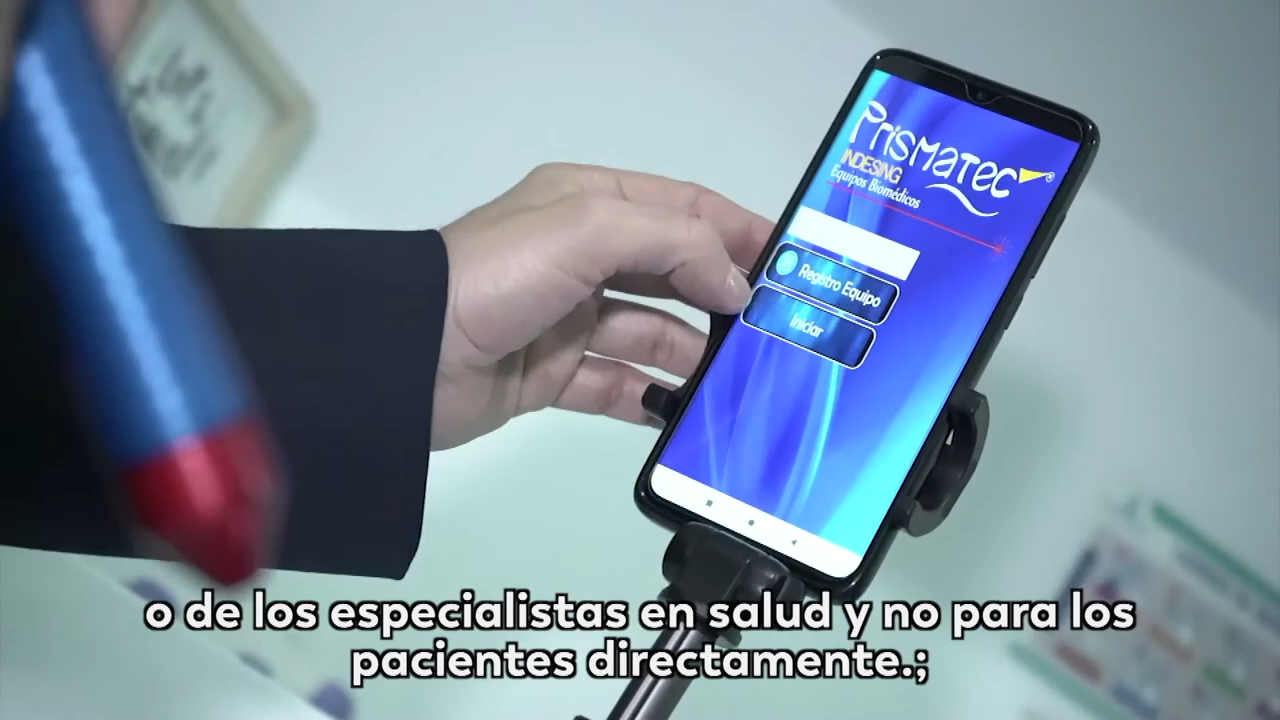 Prismatec ®
INDESING
Equipos Biomédicos
Registro Equipo
Iniciar
o de los especialistas en salud y no para los
pacientes directamente.;